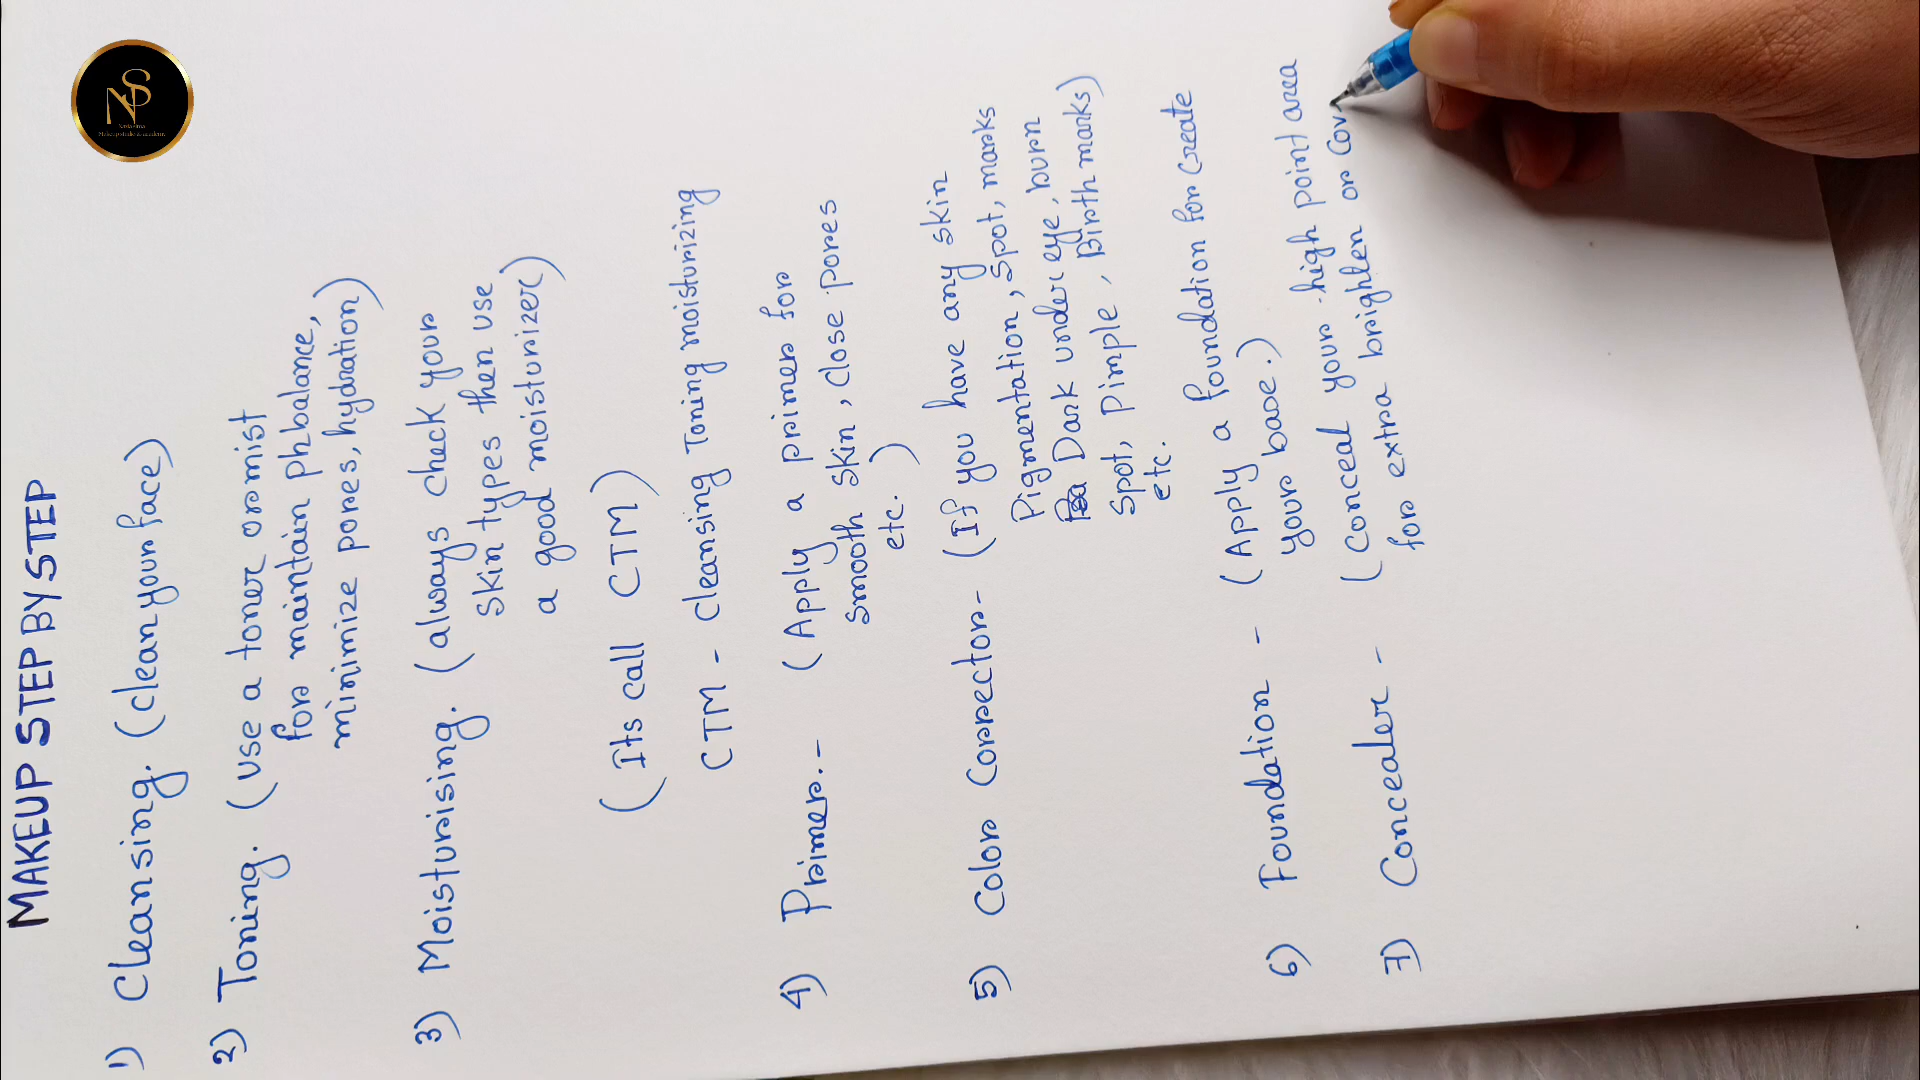 MAKEUP STEP BY STEP
1) Cleansing. (clean your face)
2) Toning. (use a toner or mist
for maintain ph balance,
minimize pores, hydration)
3) Moisturising. (always check your
skin types then use
a good moisturizer)
(Its call CTM)
CTM - Cleansing Toning moisturizing
4) Primer. - (Apply a primer for
smooth skin, close pores
etc. )
5) Color Corrector - (If you have any skin
Pigmentation, spot, marks
Dark under eye, burn
spot, pimple, Birth marks)
etc.
6) Foundation - (Apply a foundation for create
your base.)
7) Concealer - (conceal your high point area
for extra brighten or cov
NS